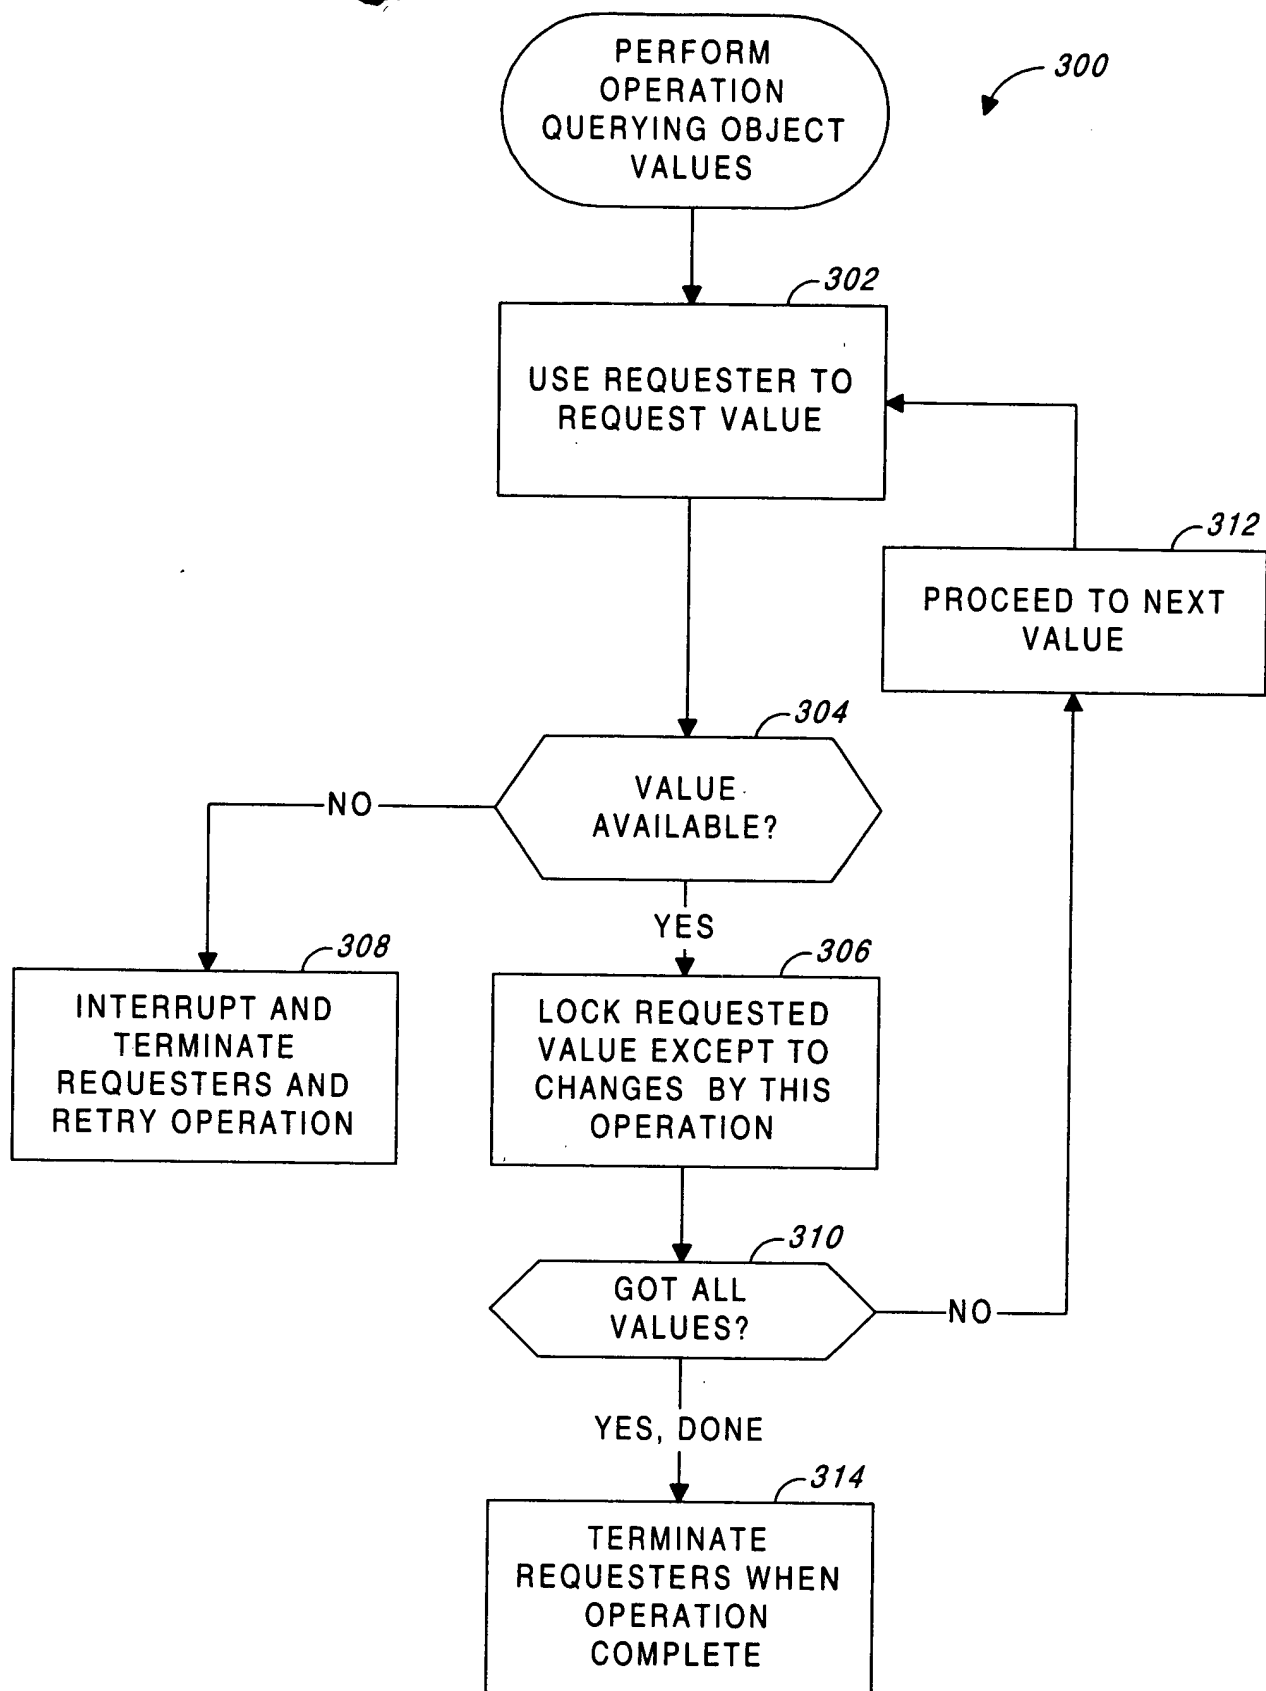 PERFORM
OPERATION
QUERYING OBJECT
VALUES
300
302
USE REQUESTER TO
REQUEST VALUE
312
PROCEED TO NEXT
VALUE
304
VALUE
AVAILABLE?
NO
YES
308
INTERRUPT AND
TERMINATE
REQUESTERS AND
RETRY OPERATION
306
LOCK REQUESTED
VALUE EXCEPT TO
CHANGES BY THIS
OPERATION
310
GOT ALL
VALUES?
NO
YES, DONE
314
TERMINATE
REQUESTERS WHEN
OPERATION
COMPLETE